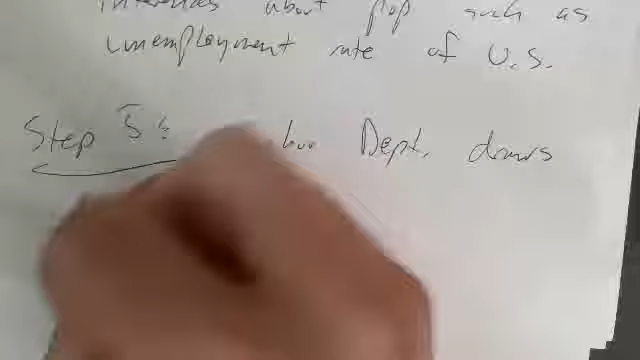 inferences about pop such as
unemployment rate of U.S.
Step 5: Dept. draws